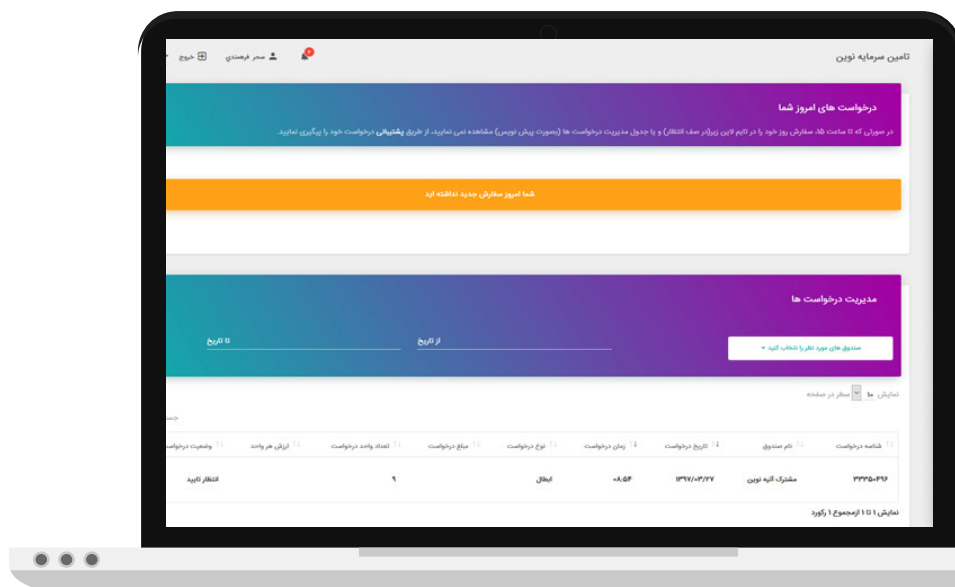 تامین سرمایه نوین
سحر فرهمندی
خروج
درخواست های امروز شما
در صورتی که تا ساعت ۱۵، سفارش روز خود را در تایم لاین زیر(در صف انتظار) و یا جدول مدیریت درخواست ها (بصورت پیش نویس) مشاهده نمی نمایید، از طریق پشتیبانی درخواست خود را پیگیری نمایید.
شما امروز سفارش جدید نداشته اید
مدیریت درخواست ها
صندوق های مورد نظر را انتخاب کنید
از تاریخ
تا تاریخ
نمایش ۱۰ سطر در صفحه
جست
شناسه درخواست نام صندوق تاریخ درخواست زمان درخواست نوع درخواست مبلغ درخواست تعداد واحد درخواست ارزش هر واحد وضعیت درخواست
۳۳۳۵۰۴۹۶ مشترک آتیه نوین ۱۳۹۷/۰۳/۲۷ ۰۸:۵۴ ابطال ۹ انتظار تایید
نمایش ۱ تا ۱ ازمجموع ۱ رکورد